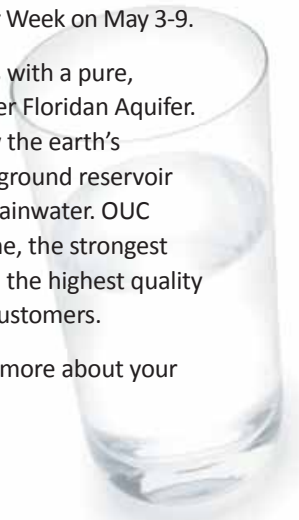 Week on May 3-9.
s with a pure,
er Floridan Aquifer.
the earth's
ground reservoir
ainwater. OUC
ne, the strongest
the highest quality
ustomers.
more about your